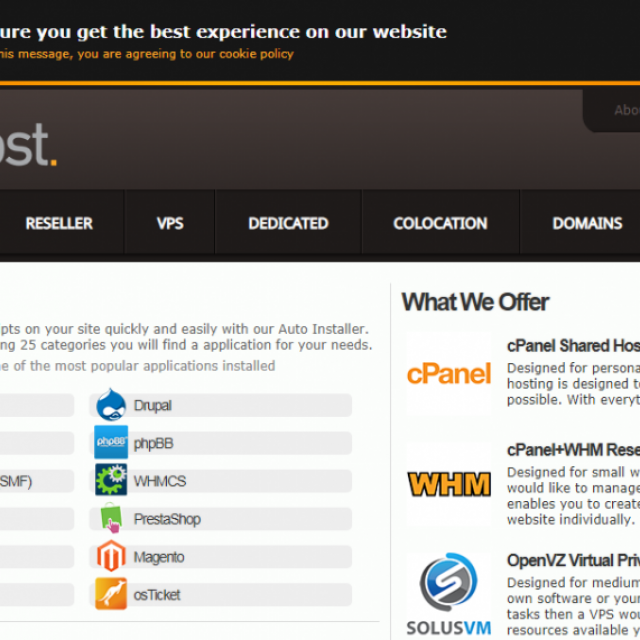 ure you get the best experience on our website
his message, you are agreeing to our cookie policy
Abo
ost.
RESELLER VPS DEDICATED COLOCATION DOMAINS
pts on your site quickly and easily with our Auto Installer.
ng 25 categories you will find a application for your needs.
e of the most popular applications installed
Drupal
phpBB phpBB
SMF) WHMCS
PrestaShop
Magento
osTicket
What We Offer
cPanel
cPanel Shared Hos
Designed for persona
hosting is designed to
possible. With everyt
WHM
cPanel+WHM Rese
Designed for small w
would like to manage
enables you to create
website individually.
SOLUSVM
OpenVZ Virtual Priv
Designed for medium
own software or your
tasks then a VPS wou
resources available y